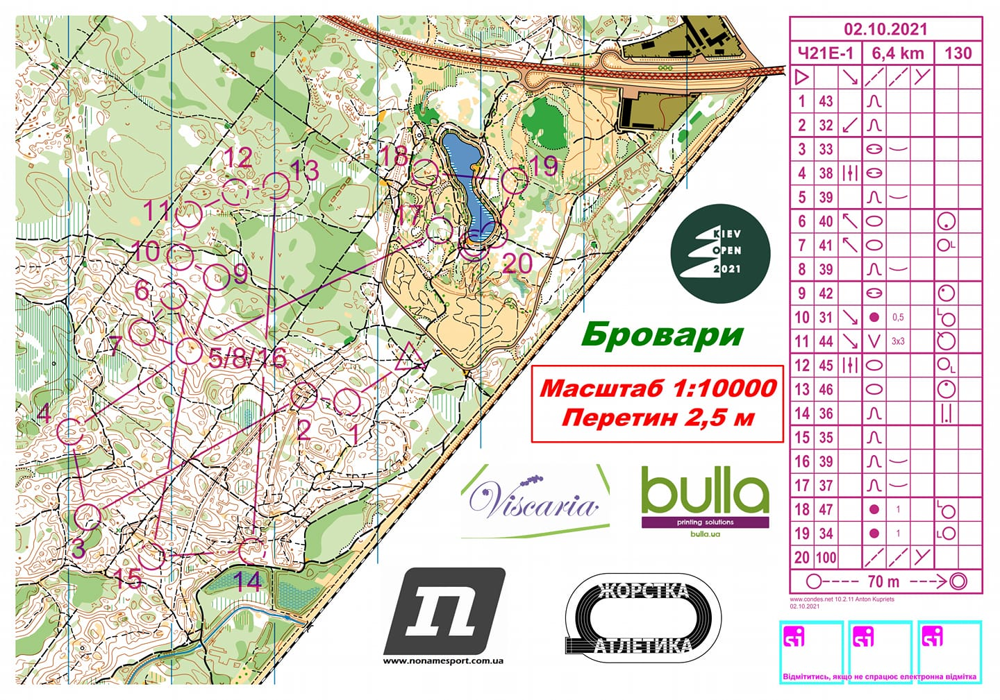 12
13
18
19
11
17
10
9
20
6
7
5/8/16
4
2
1
3
15
14
KIEV
OPEN
2021
Бровари
Масштаб 1:10000
Перетин 2,5 м
Viscaria
bulla
printing solutions
bulla.ua
n
www.nonamesport.com.ua
ЖОРСТКА
АТЛЕТИКА
02.10.2021
Ч21Е-1 6,4 km 130
1 43
2 32
3 33
4 38
5 39
6 40
7 41
8 39
9 42
10 31 0,5
11 44 3x3
12 45
13 46
14 36
15 35
16 39
17 37
18 47 1
19 34 1
20 100
70 m
www.condes.net 10.2.11 Anton Kupriets
02.10.2021
si si si
Відмітитись, якщо не спрацює електронна відмітка